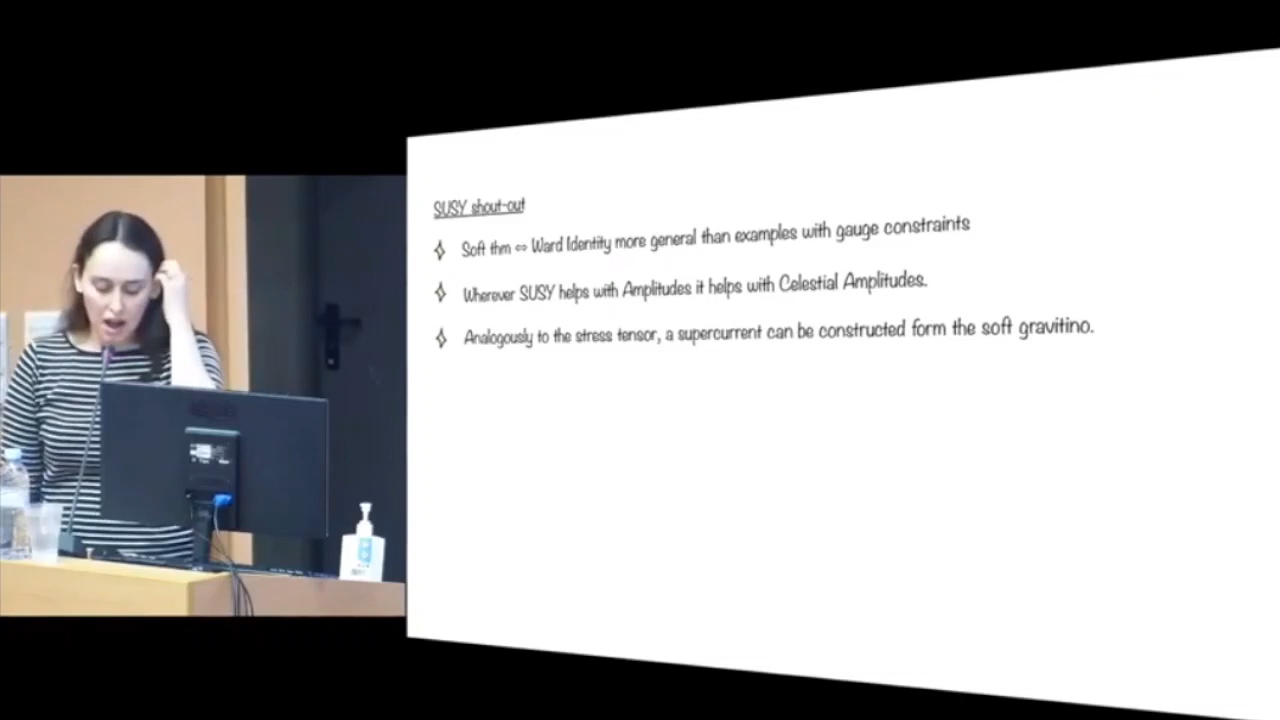 SUSY shout-out
Soft thm ⇔ Ward Identity more general than examples with gauge constraints
Wherever SUSY helps with Amplitudes it helps with Celestial Amplitudes.
Analogously to the stress tensor, a supercurrent can be constructed form the soft gravitino.